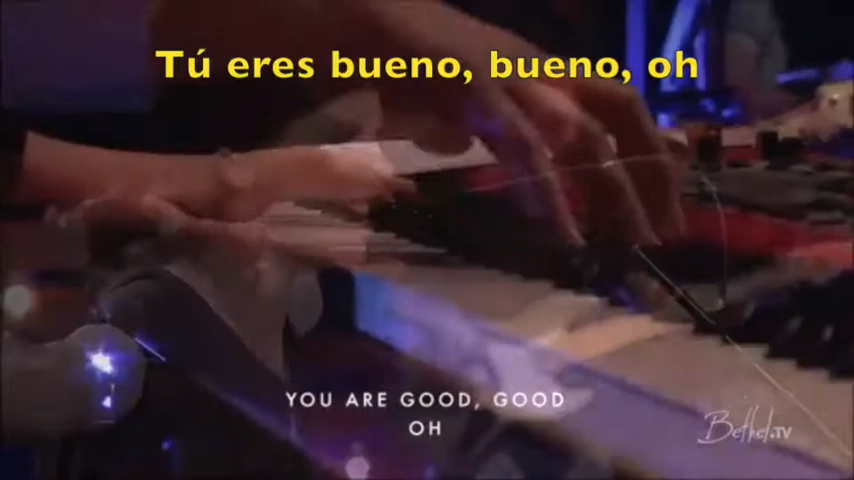 Tú eres bueno, bueno, oh
YOU ARE GOOD, GOOD
OH
Bethel.TV